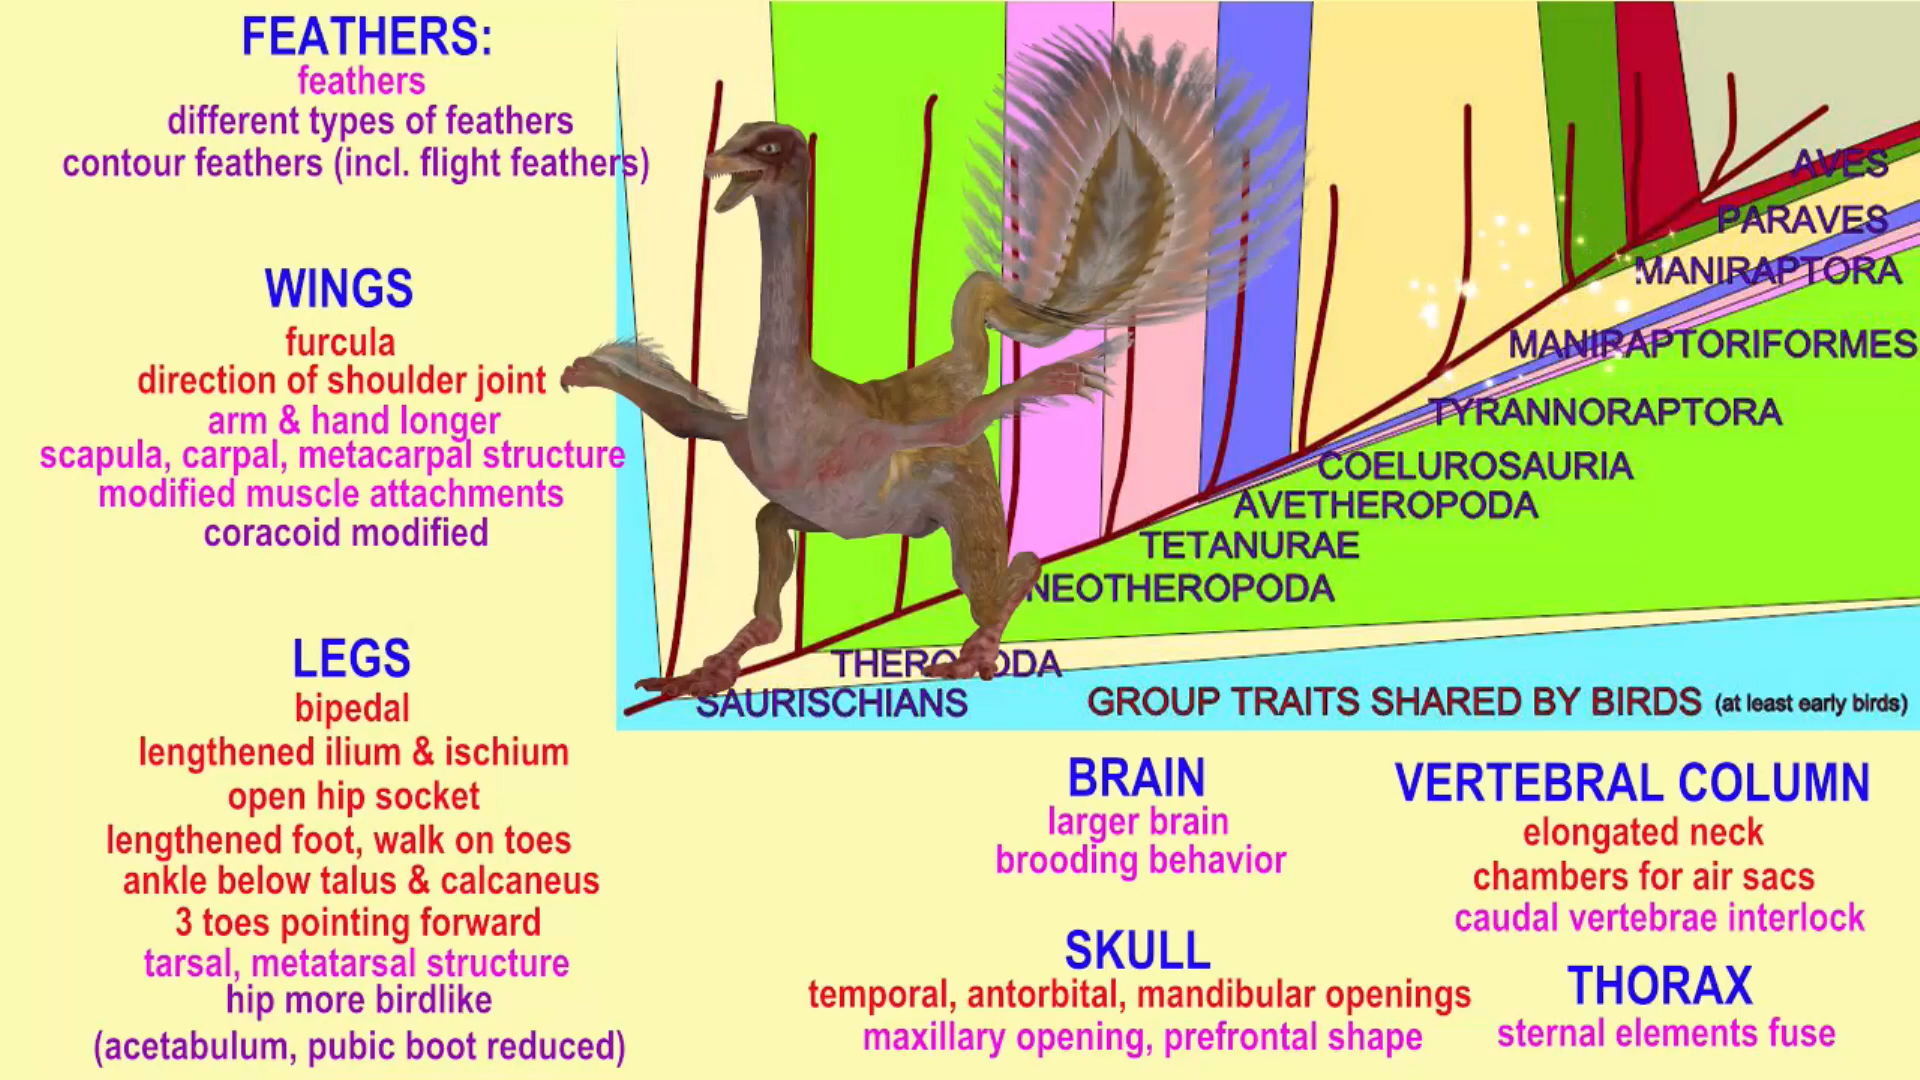 FEATHERS:
feathers
different types of feathers
contour feathers (incl. flight feathers)
WINGS
furcula
direction of shoulder joint
arm & hand longer
scapula, carpal, metacarpal structure
modified muscle attachments
coracoid modified
LEGS
bipedal
lengthened ilium & ischium
open hip socket
lengthened foot, walk on toes
ankle below talus & calcaneus
3 toes pointing forward
tarsal, metatarsal structure
hip more birdlike
(acetabulum, pubic boot reduced)
AVES
PARAVES
MANIRAPTORA
MANIRAPTORIFORMES
TYRANNORAPTORA
COELUROSAURIA
AVETHEROPODA
TETANURAE
NEOTHEROPODA
THEROPODA
SAURISCHIANS
GROUP TRAITS SHARED BY BIRDS (at least early birds)
BRAIN
larger brain
brooding behavior
SKULL
temporal, antorbital, mandibular openings
maxillary opening, prefrontal shape
VERTEBRAL COLUMN
elongated neck
chambers for air sacs
caudal vertebrae interlock
THORAX
sternal elements fuse